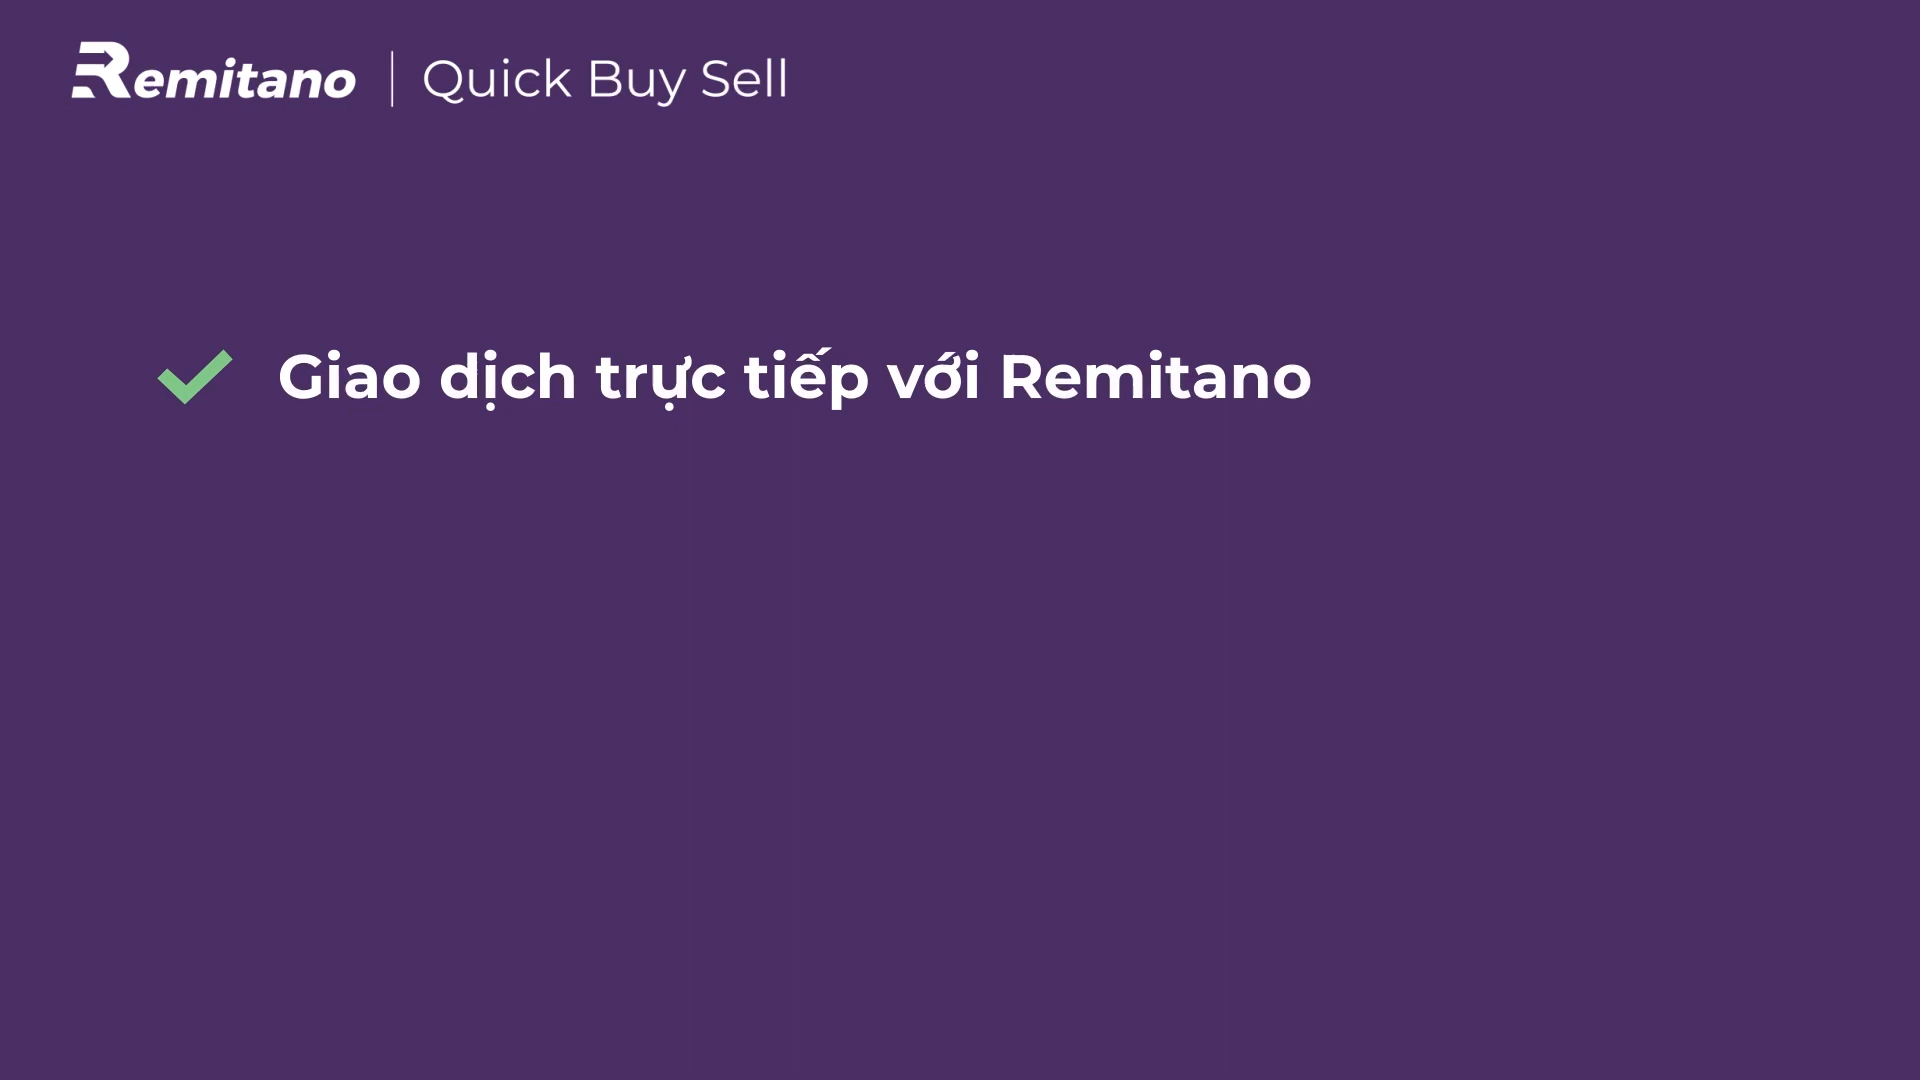 Remitano | Quick Buy Sell
Giao dịch trực tiếp với Remitano